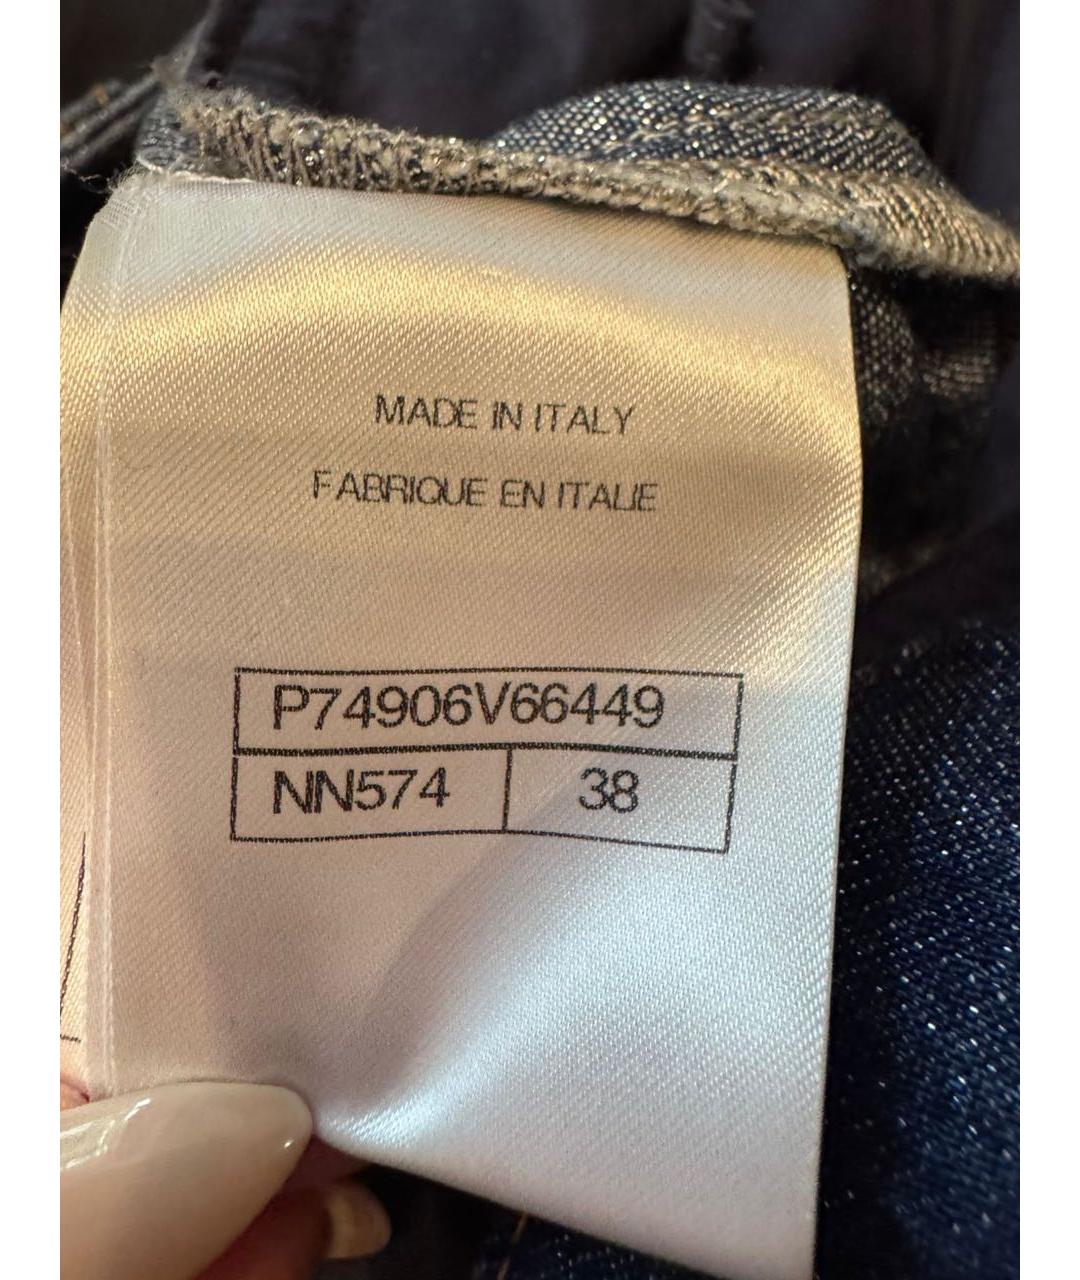 MADE IN ITALY
FABRIQUE EN ITALIE
P74906V66449
NN574 38